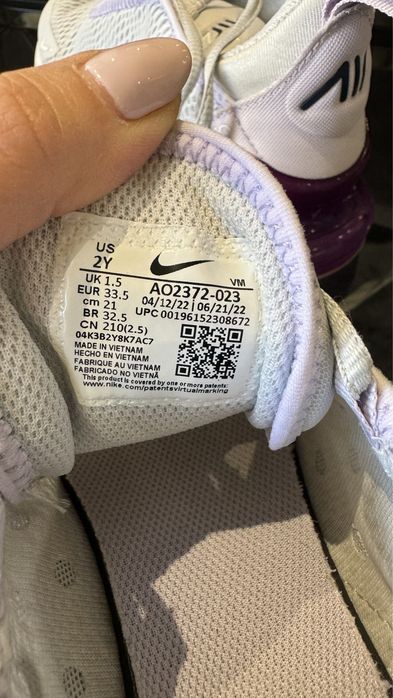 AIR
US
2Y
UK 1.5
EUR 33.5
cm 21
BR 32.5
CN 210(2.5)
VM
AO2372-023
04/12/22 | 06/21/22
UPC 00196152308672
04K3B2Y8K7AC7
MADE IN VIETNAM
HECHO EN VIETNAM
FABRIQUE AU VIETNAM
FABRICADO NO VIETNÃ
This product is covered by one or more patents:
www.nike.com/patentsvirtualmarking